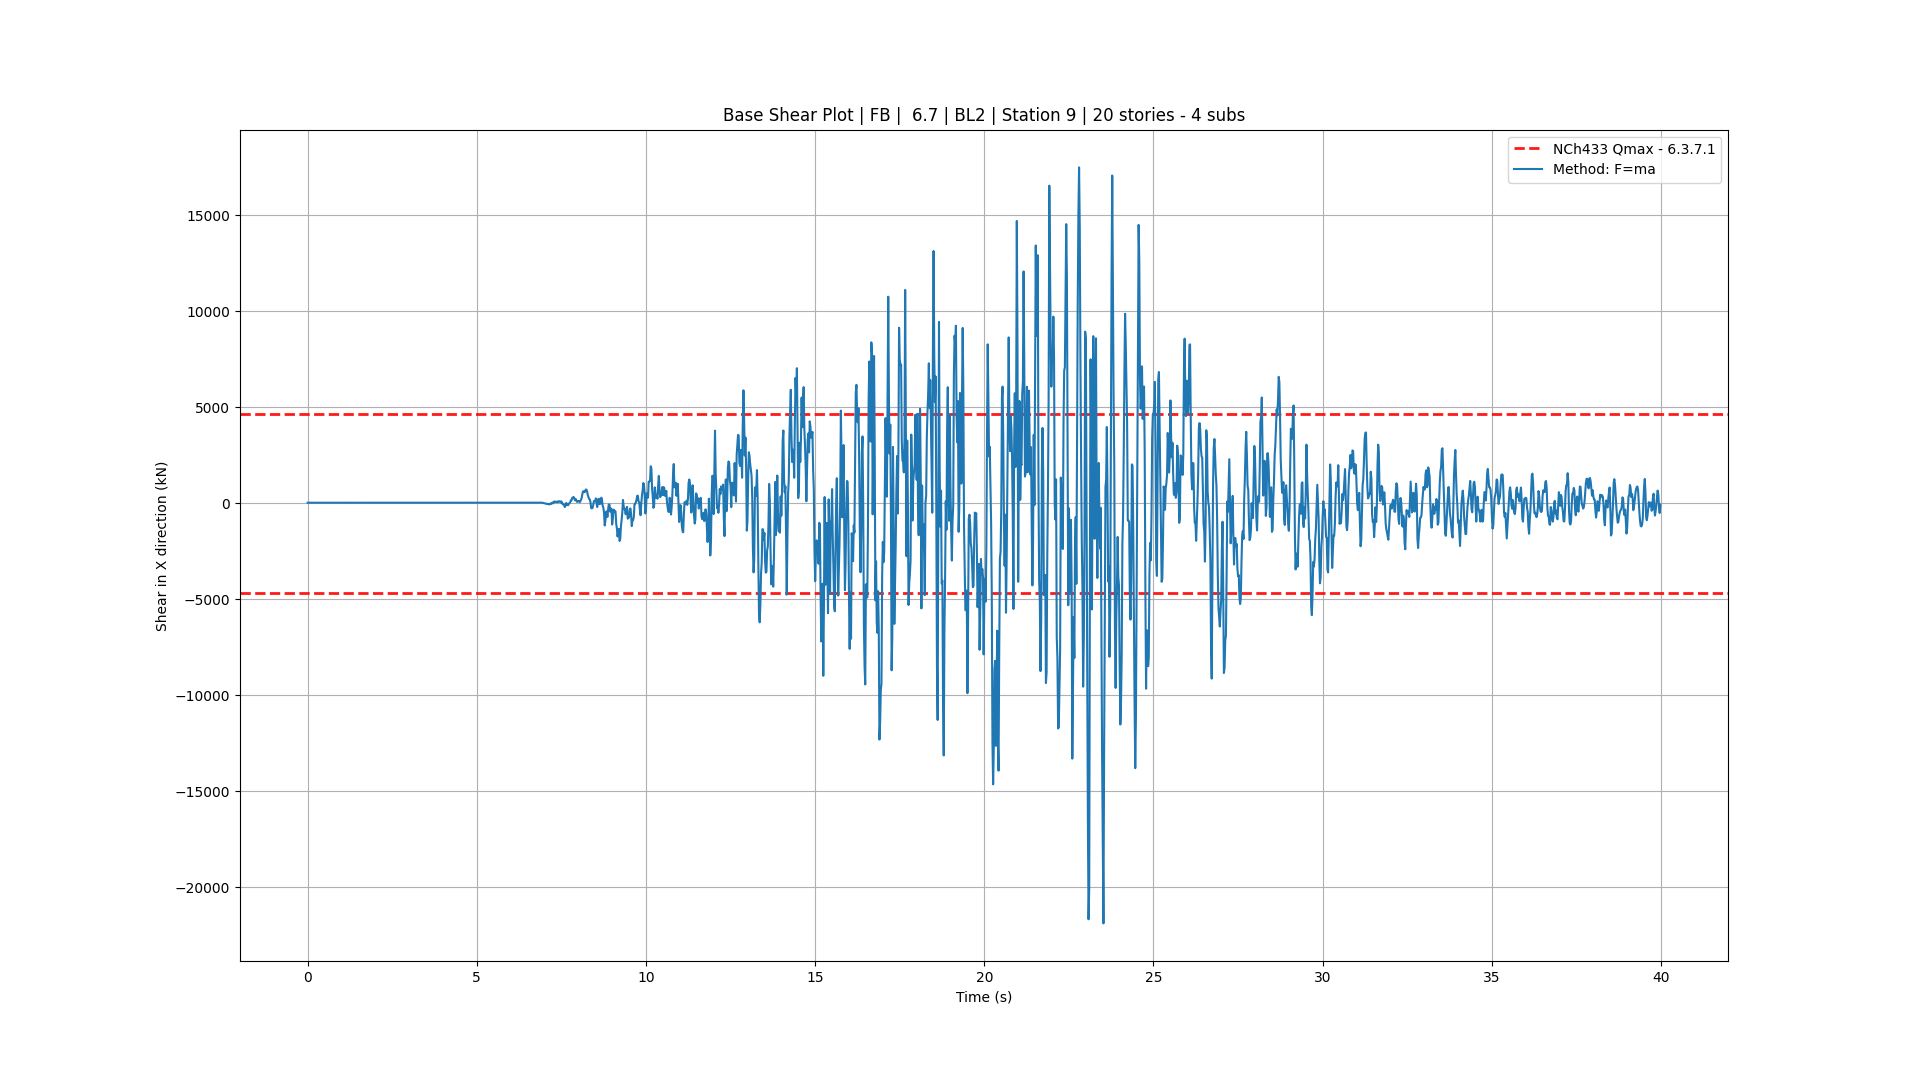 Base Shear Plot | FB |  6.7 | BL2 | Station 9 | 20 stories - 4 subs
NCh433 Qmax - 6.3.7.1
Method: F=ma
Shear in X direction (kN)
15000
10000
5000
0
−5000
−10000
−15000
−20000
0 5 10 15 20 25 30 35 40
Time (s)